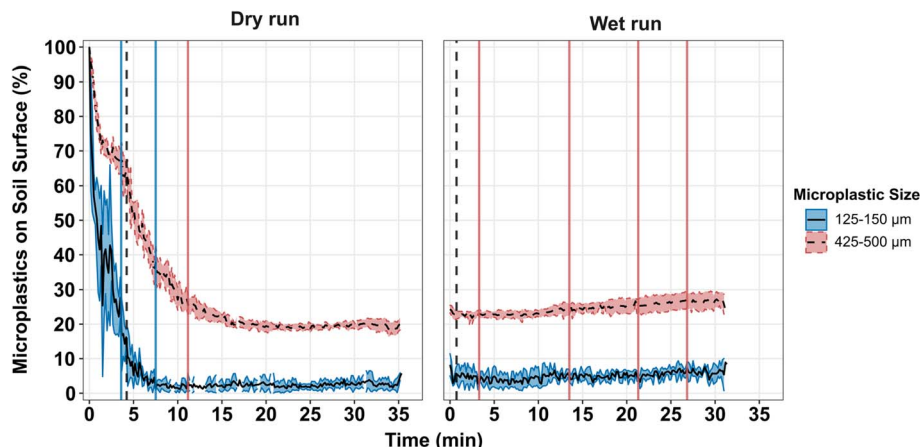 Dry run
Wet run
Microplastics on Soil Surface (%)
100
90
80
70
60
50
40
30
20
10
0
0 5 10 15 20 25 30 35
0 5 10 15 20 25 30 35
Time (min)
Microplastic Size
125-150 µm
425-500 µm